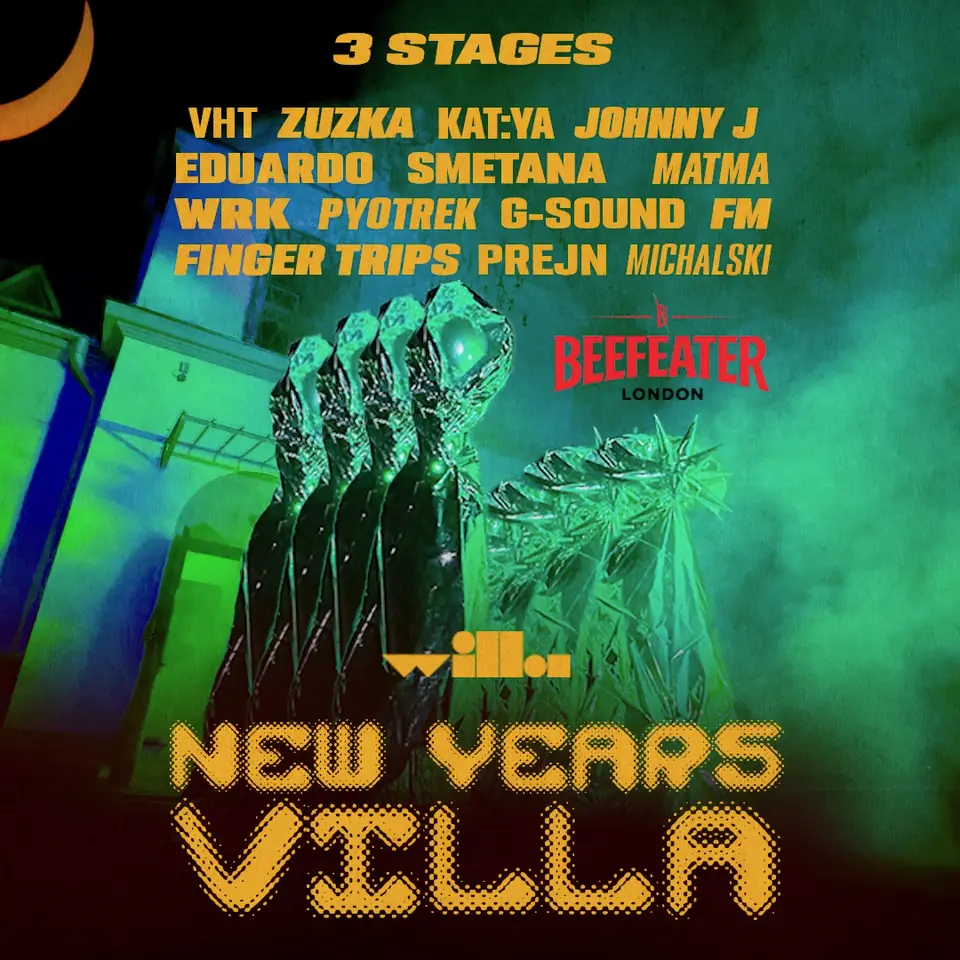 3 STAGES
VHT ZUZKA KAT:YA JOHNNY J
EDUARDO SMETANA MATMA
WRK PYOTREK G-SOUND FM
FINGER TRIPS PREJN MICHALSKI
B
BEEFEATER
LONDON
willa
NEW YEARS
VILLA